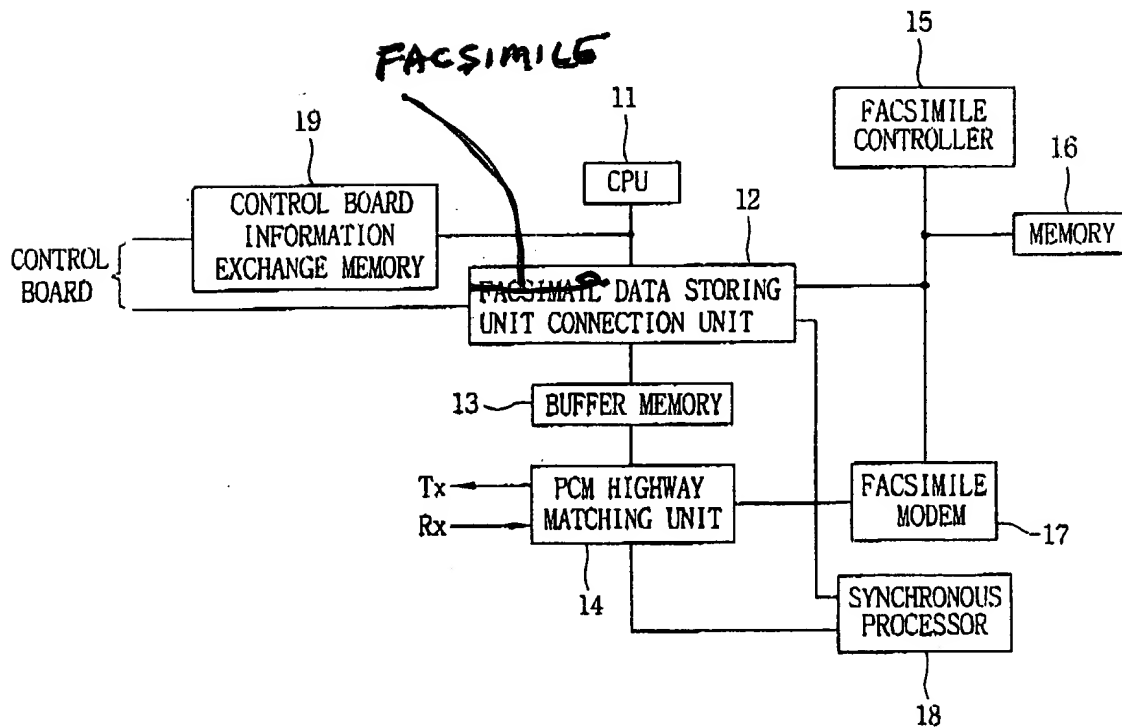 FACSIMILE
15
FACSIMILE
CONTROLLER
11
CPU
19
CONTROL BOARD
INFORMATION
EXCHANGE MEMORY
16
MEMORY
12
CONTROL
BOARD
FACSIMAIL DATA STORING
UNIT CONNECTION UNIT
13
BUFFER MEMORY
Tx
Rx
PCM HIGHWAY
MATCHING UNIT
14
FACSIMILE
MODEM
17
SYNCHRONOUS
PROCESSOR
18